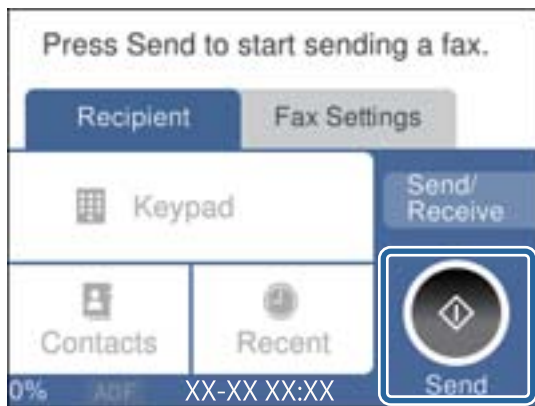 Press Send to start sending a fax.
Recipient
Fax Settings
Keypad
Send/
Receive
Contacts
Recent
0%
ADF
XX-XX XX:XX
Send